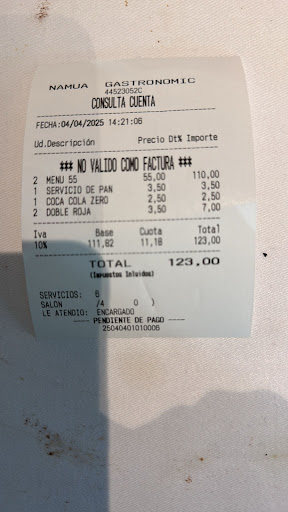 NAMUA GASTRONOMIC
44523052C
CONSULTA CUENTA
FECHA:04/04/2025 14:21:06
Ud.Descripción Precio Dt% Importe
### NO VALIDO COMO FACTURA ###
2 MENU 55 55,00 110,00
1 SERVICIO DE PAN 3,50 3,50
1 COCA COLA ZERO 2,50 2,50
2 DOBLE ROJA 3,50 7,00
Iva Base Cuota Total
10% 111,82 11,18 123,00
TOTAL 123,00
(Impuestos Inluidos)
SERVICIOS: 6
SALON /4 0 )
LE ATENDIO: ENCARGADO
---- PENDIENTE DE PAGO ----
25040401010006